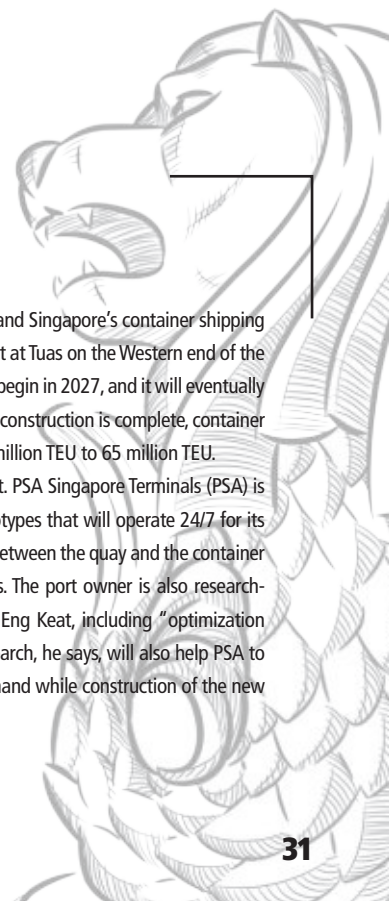 and Singapore's container shipping
t at Tuas on the Western end of the
begin in 2027, and it will eventually
construction is complete, container
million TEU to 65 million TEU.
t. PSA Singapore Terminals (PSA) is
types that will operate 24/7 for its
between the quay and the container
s. The port owner is also research-
Eng Keat, including "optimization
arch, he says, will also help PSA to
and while construction of the new
31